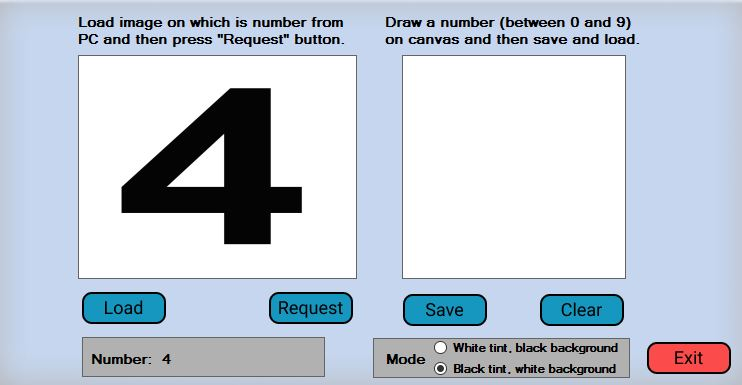 Load image on which is number from
PC and then press "Request" button.
Draw a number (between 0 and 9)
on canvas and then save and load.
4
Load
Request
Save
Clear
Number: 4
Mode
White tint, black background
Black tint, white background
Exit